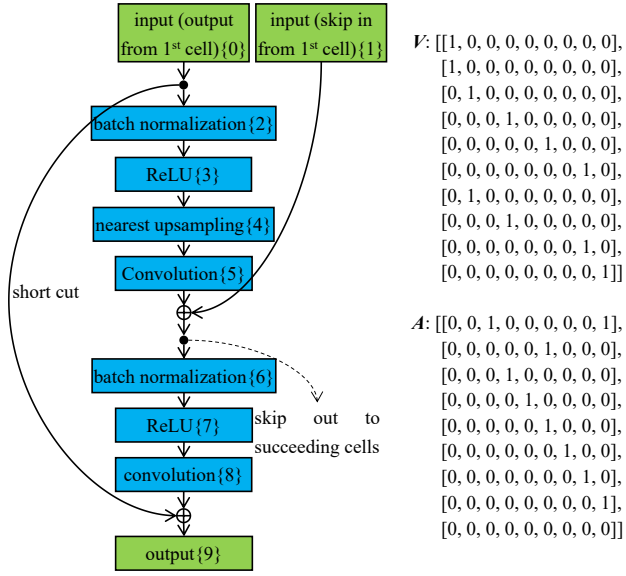 input (output
from 1st cell){0}
input (skip in
from 1st cell){1}
batch normalization{2}
ReLU{3}
nearest upsampling{4}
Convolution{5}
short cut
batch normalization{6}
ReLU{7}
skip out to
succeeding cells
convolution{8}
output{9}
V: [[1, 0, 0, 0, 0, 0, 0, 0, 0],
[1, 0, 0, 0, 0, 0, 0, 0, 0],
[0, 1, 0, 0, 0, 0, 0, 0, 0],
[0, 0, 0, 1, 0, 0, 0, 0, 0],
[0, 0, 0, 0, 0, 1, 0, 0, 0],
[0, 0, 0, 0, 0, 0, 0, 1, 0],
[0, 1, 0, 0, 0, 0, 0, 0, 0],
[0, 0, 0, 1, 0, 0, 0, 0, 0],
[0, 0, 0, 0, 0, 0, 0, 1, 0],
[0, 0, 0, 0, 0, 0, 0, 0, 1]]
A: [[0, 0, 1, 0, 0, 0, 0, 0, 1],
[0, 0, 0, 0, 0, 1, 0, 0, 0],
[0, 0, 0, 1, 0, 0, 0, 0, 0],
[0, 0, 0, 0, 1, 0, 0, 0, 0],
[0, 0, 0, 0, 0, 1, 0, 0, 0],
[0, 0, 0, 0, 0, 0, 1, 0, 0],
[0, 0, 0, 0, 0, 0, 0, 1, 0],
[0, 0, 0, 0, 0, 0, 0, 0, 1],
[0, 0, 0, 0, 0, 0, 0, 0, 0]]